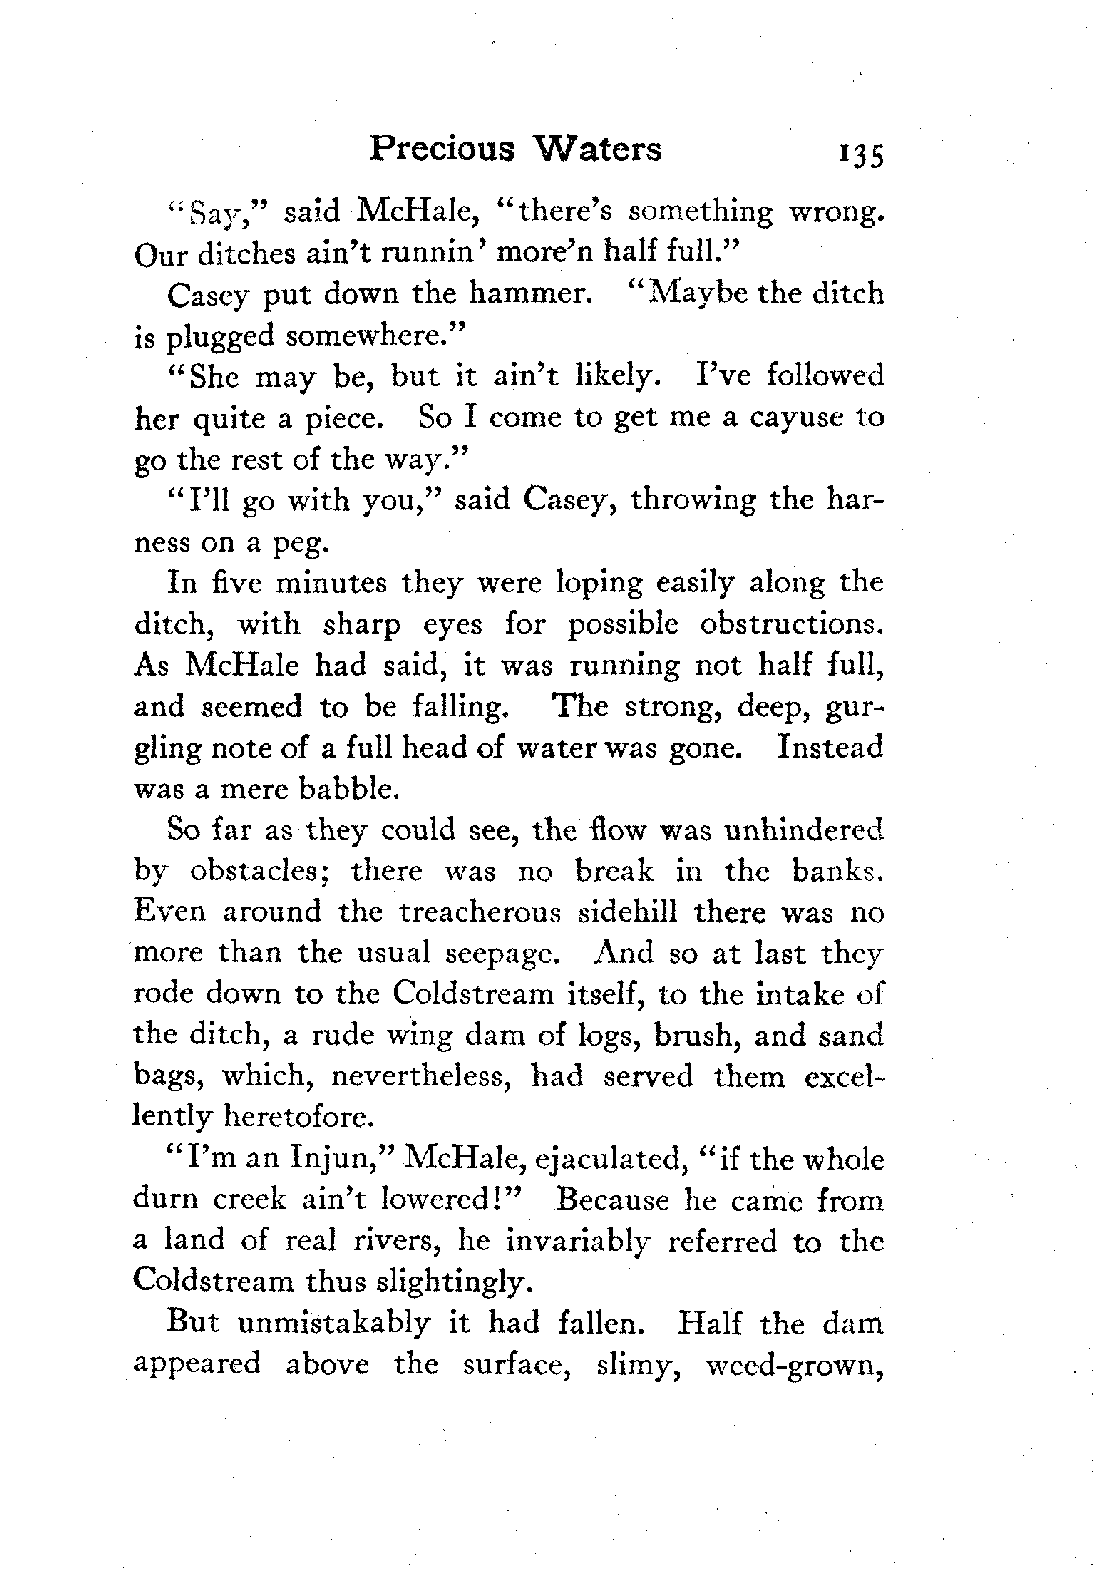 Precious Waters 135
“Say,” said McHale, “there’s something wrong.
Our ditches ain’t runnin’ more’n half full.”
Casey put down the hammer. “Maybe the ditch
is plugged somewhere.”
“She may be, but it ain’t likely. I’ve followed
her quite a piece. So I come to get me a cayuse to
go the rest of the way.”
“I’ll go with you,” said Casey, throwing the har-
ness on a peg.
In five minutes they were loping easily along the
ditch, with sharp eyes for possible obstructions.
As McHale had said, it was running not half full,
and seemed to be falling. The strong, deep, gur-
gling note of a full head of water was gone. Instead
was a mere babble.
So far as they could see, the flow was unhindered
by obstacles; there was no break in the banks.
Even around the treacherous sidehill there was no
more than the usual seepage. And so at last they
rode down to the Coldstream itself, to the intake of
the ditch, a rude wing dam of logs, brush, and sand
bags, which, nevertheless, had served them excel-
lently heretofore.
“I’m an Injun,” McHale, ejaculated, “if the whole
durn creek ain’t lowered!” Because he came from
a land of real rivers, he invariably referred to the
Coldstream thus slightingly.
But unmistakably it had fallen. Half the dam
appeared above the surface, slimy, weed-grown,